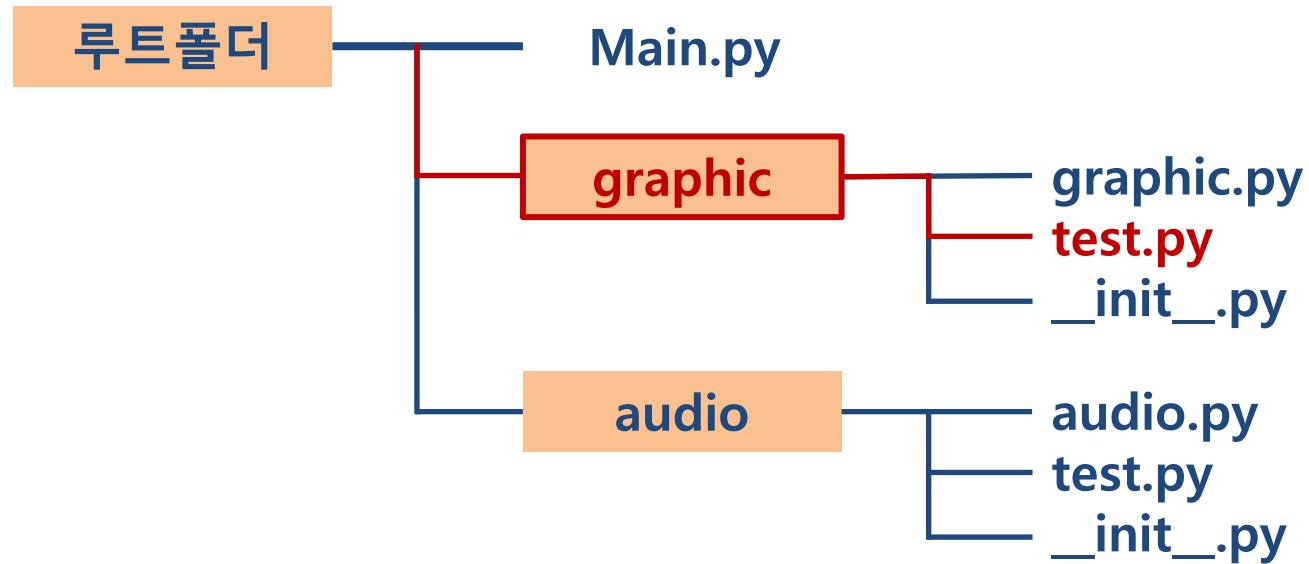 루트폴더
Main.py
graphic
graphic.py
test.py
__init__.py
audio
audio.py
test.py
__init__.py